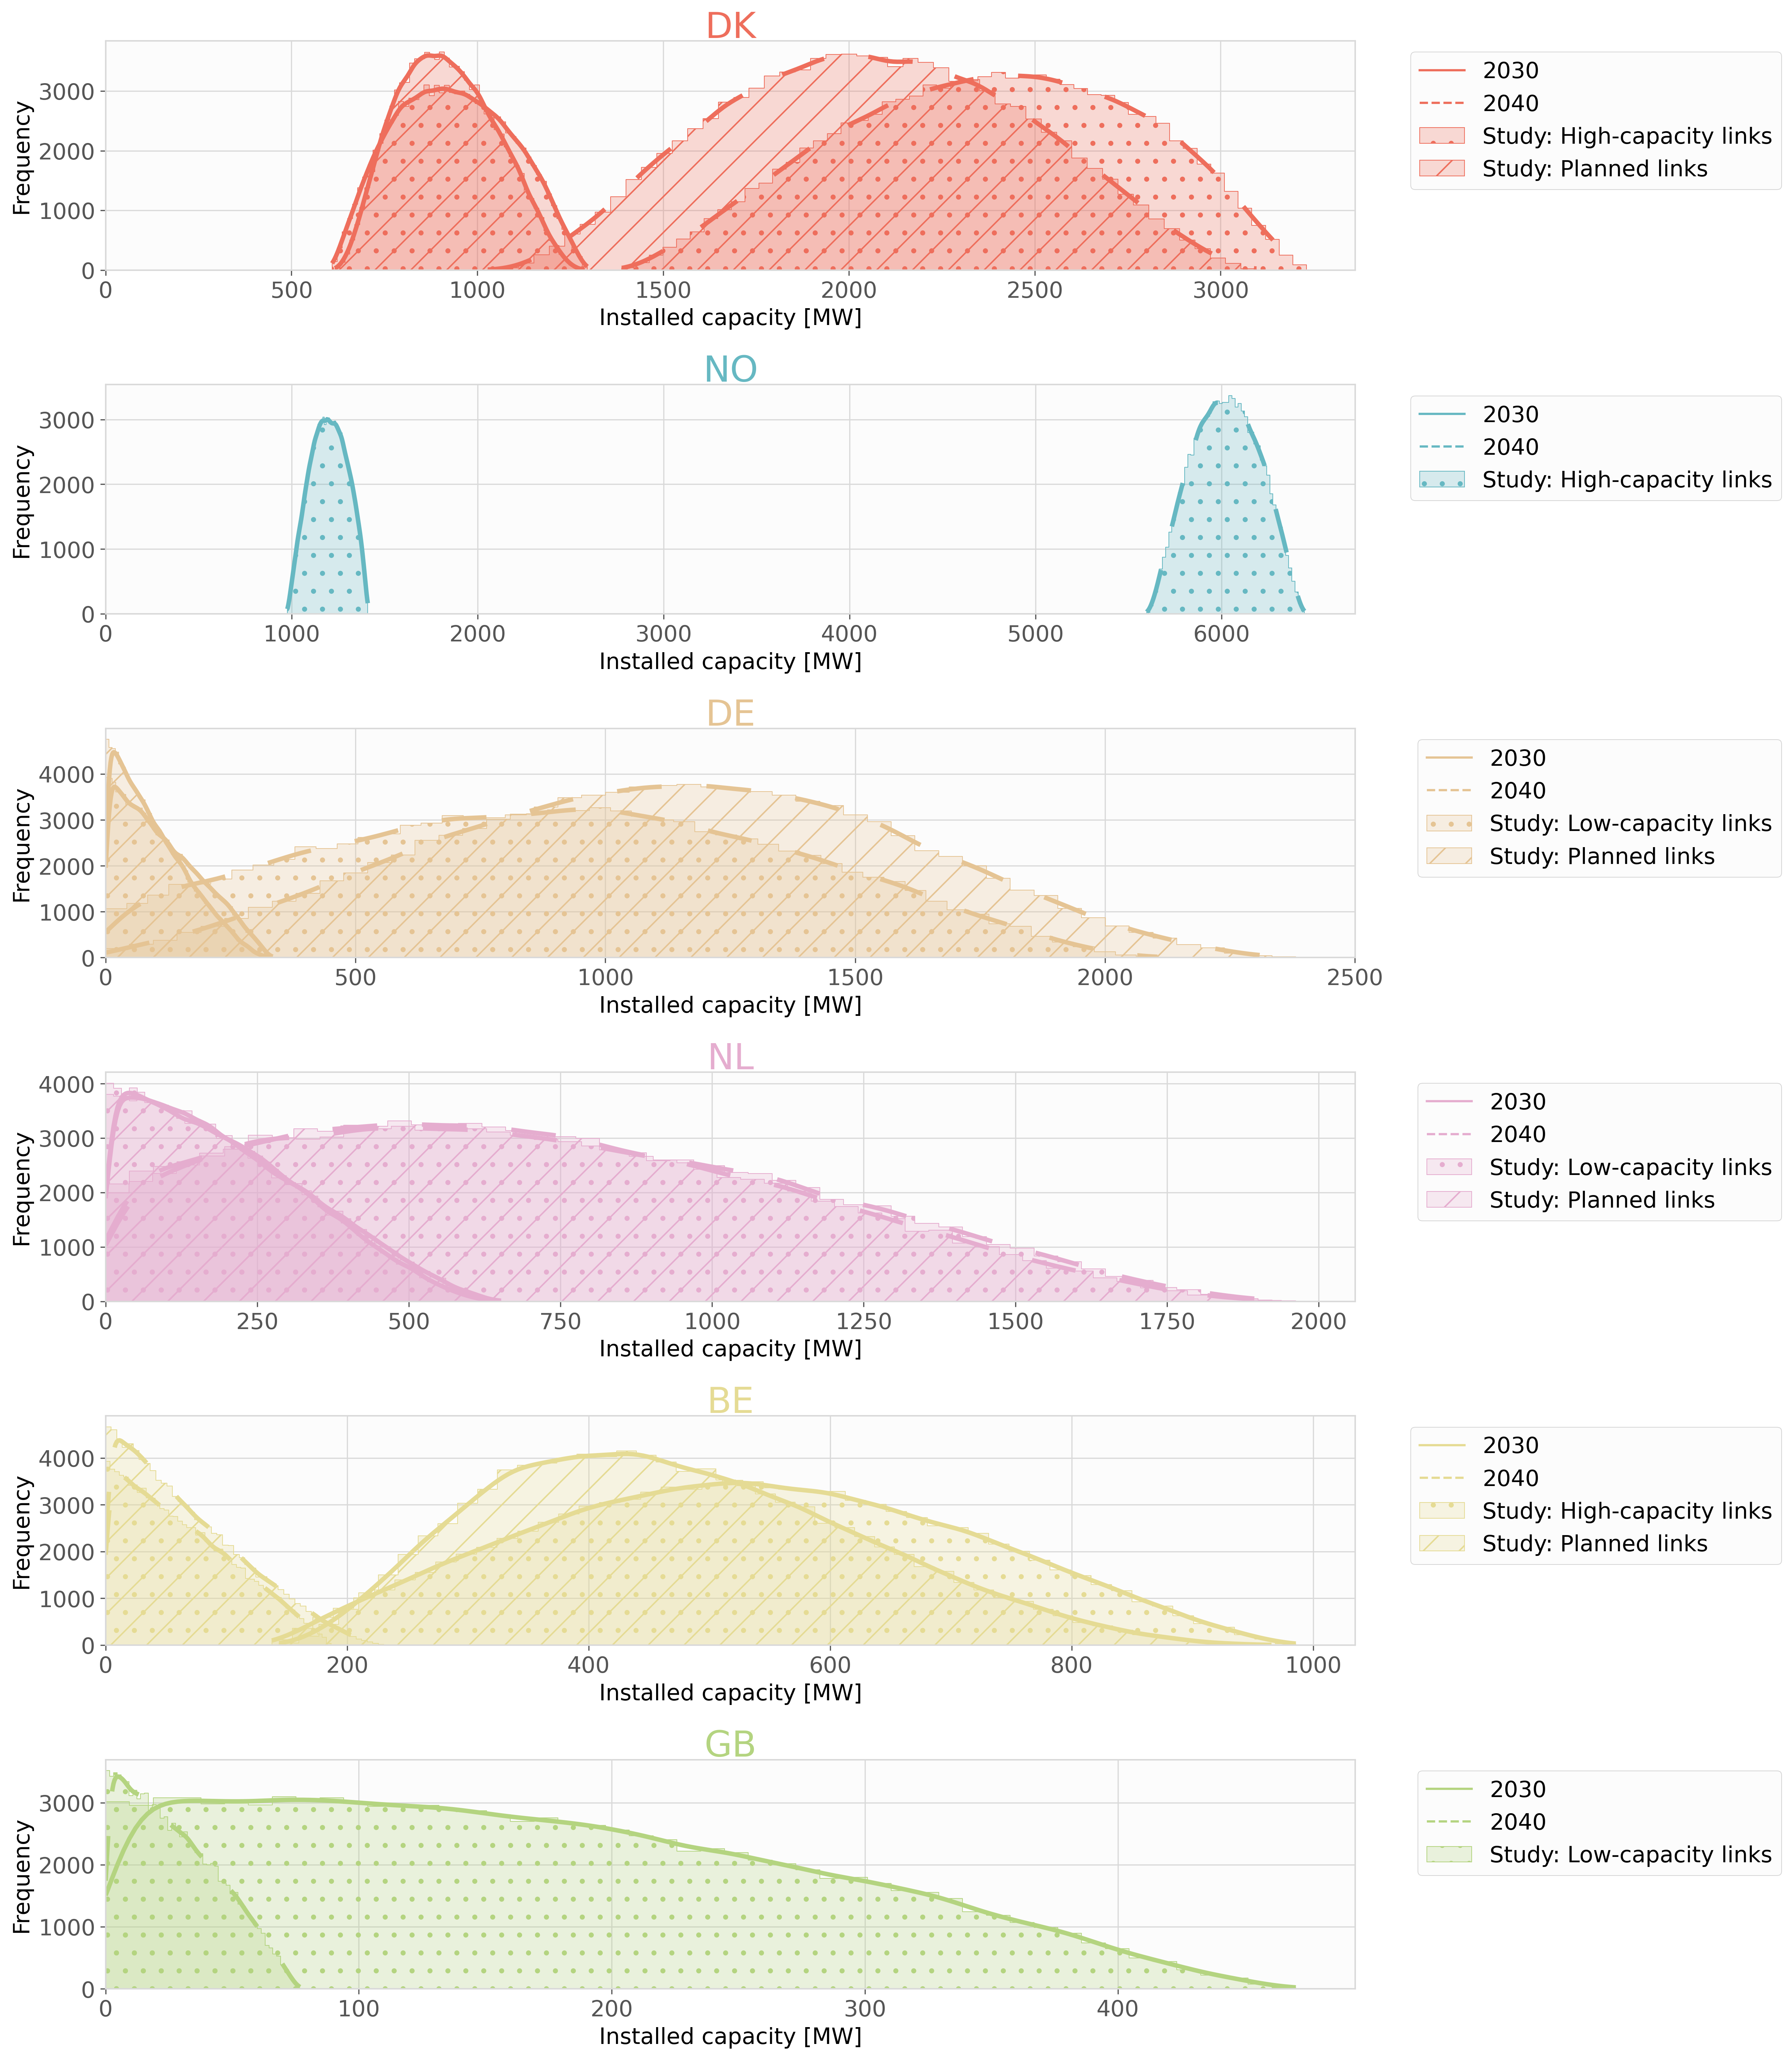 DK
Frequency
3000
2000
1000
0
0 500 1000 1500 2000 2500 3000
Installed capacity [MW]
2030
2040
Study: High-capacity links
Study: Planned links
NO
Frequency
3000
2000
1000
0
0 1000 2000 3000 4000 5000 6000
Installed capacity [MW]
2030
2040
Study: High-capacity links
DE
Frequency
4000
3000
2000
1000
0
0 500 1000 1500 2000 2500
Installed capacity [MW]
2030
2040
Study: Low-capacity links
Study: Planned links
NL
Frequency
4000
3000
2000
1000
0
0 250 500 750 1000 1250 1500 1750 2000
Installed capacity [MW]
2030
2040
Study: Low-capacity links
Study: Planned links
BE
Frequency
4000
3000
2000
1000
0
0 200 400 600 800 1000
Installed capacity [MW]
2030
2040
Study: High-capacity links
Study: Planned links
GB
Frequency
3000
2000
1000
0
0 100 200 300 400
Installed capacity [MW]
2030
2040
Study: Low-capacity links